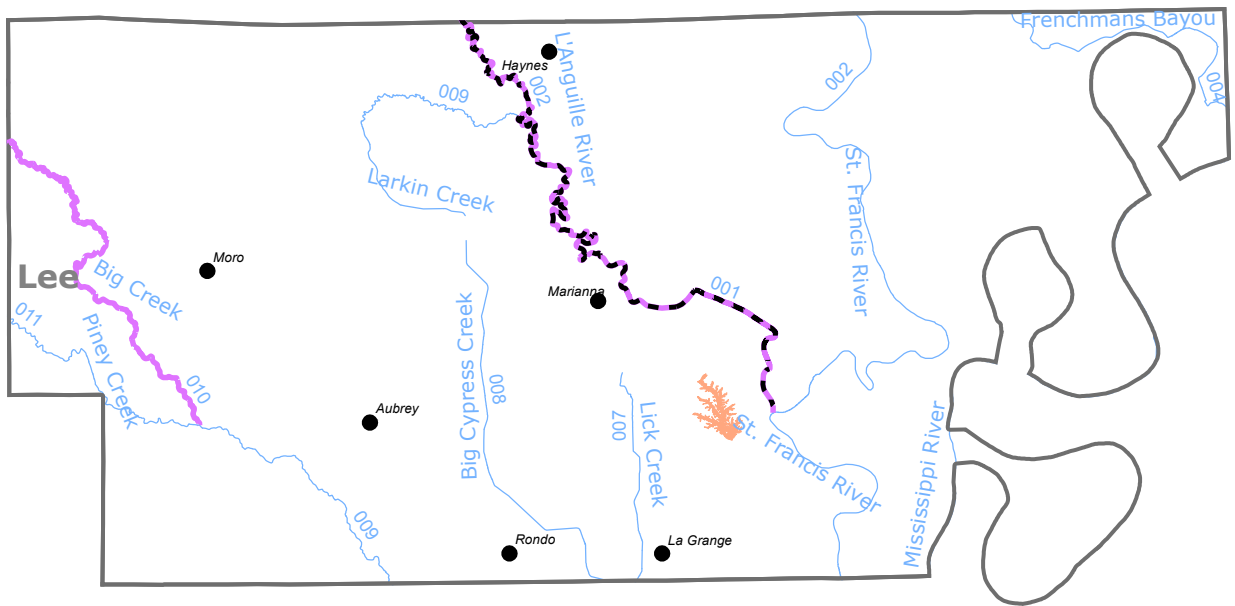 Frenchmans Bayou
L'Anguille River
Haynes
002
002
004
009
St. Francis River
Larkin Creek
Moro
Lee
Big Creek
001
Marianna
011
Piney Creek
010
Big Cypress Creek
008
Aubrey
007
Lick Creek
St. Francis River
Mississippi River
009
Rondo
La Grange